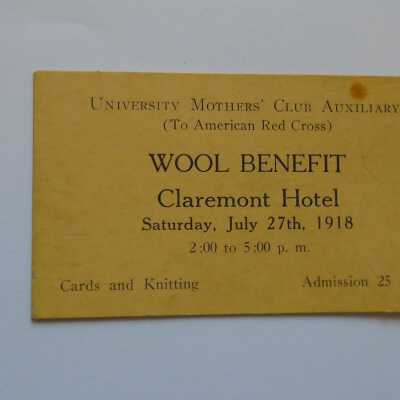 University Mothers' Club Auxiliary
(To American Red Cross)
WOOL BENEFIT
Claremont Hotel
Saturday, July 27th, 1918
2:00 to 5:00 p. m.
Cards and Knitting
Admission 25